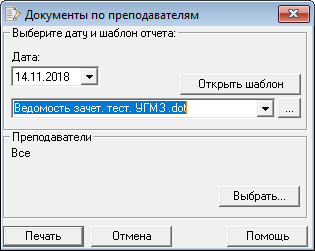 Документы по преподавателям
Выберите дату и шаблон отчета:
Дата:
14.11.2018
Открыть шаблон
Ведомость зачет. тест. УГМЗ .dot
...
Преподаватели
Все
Выбрать...
Печать
Отмена
Помощь